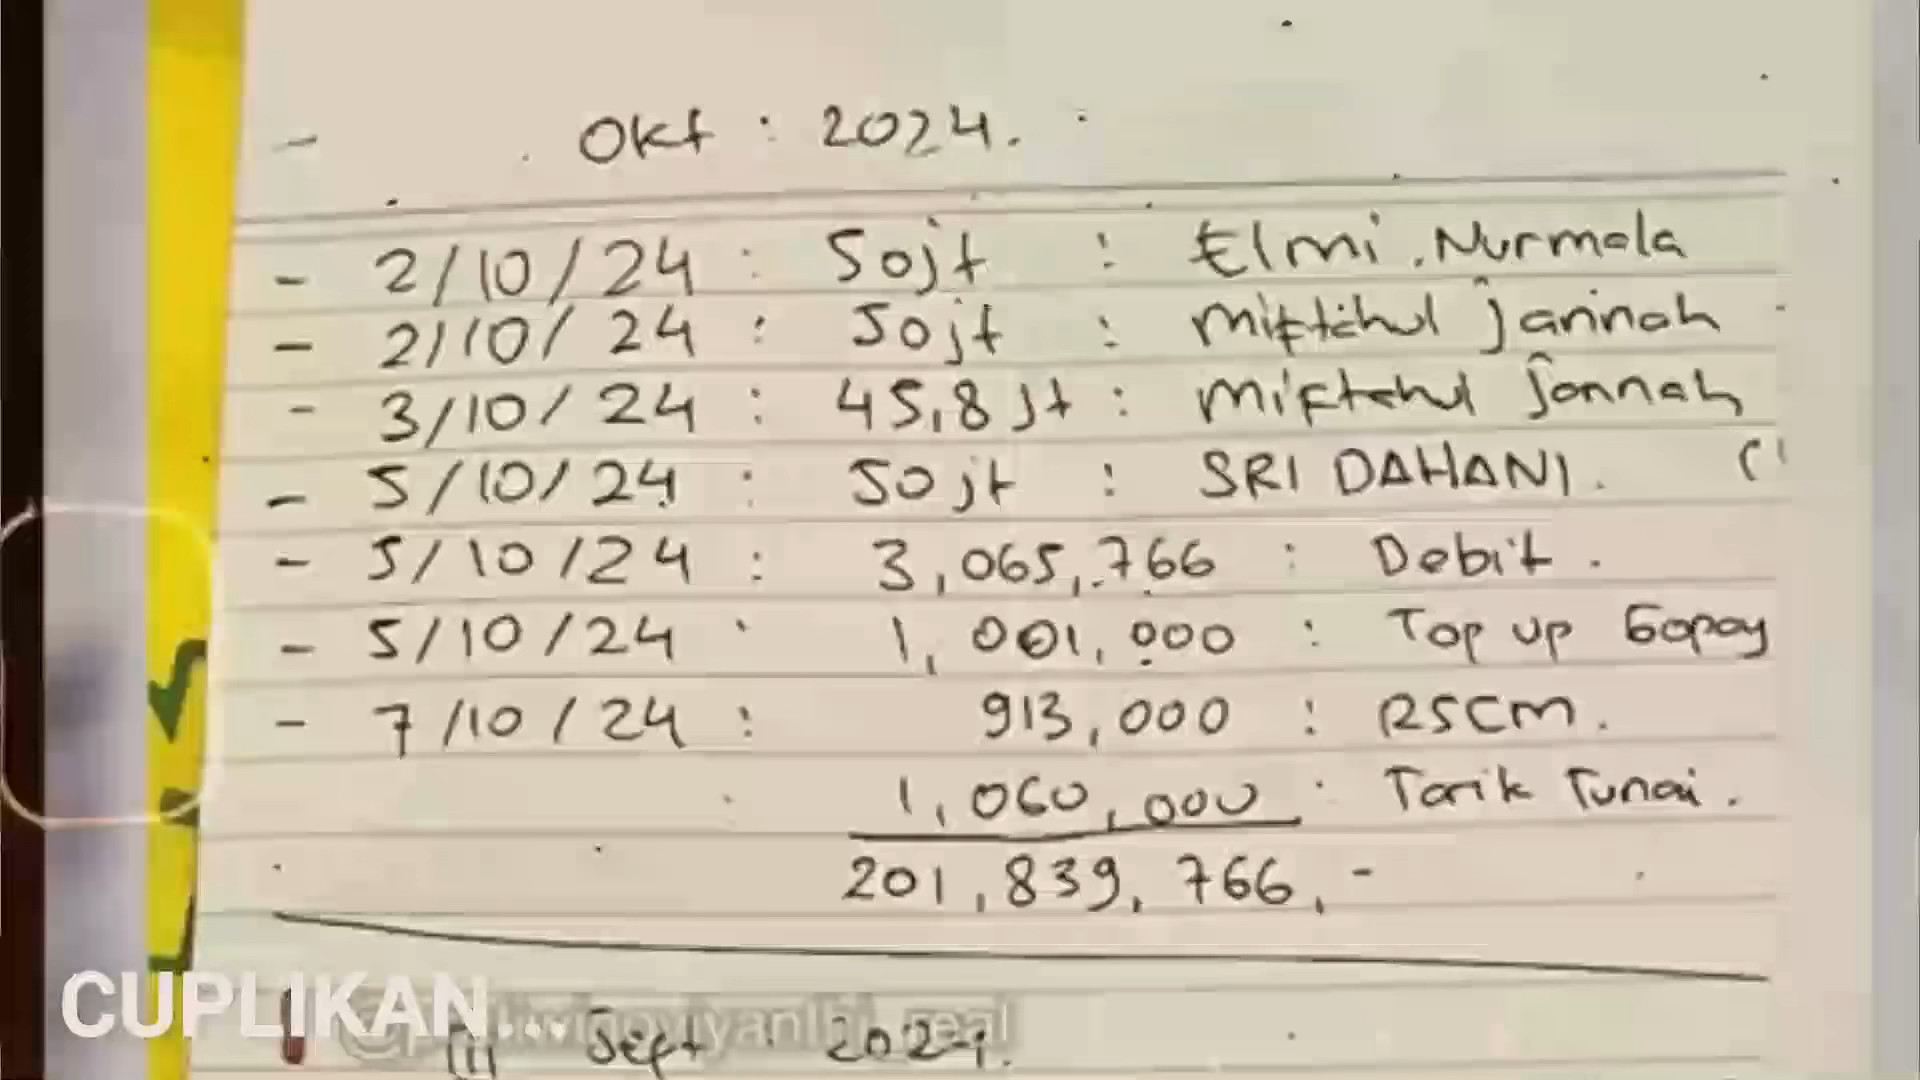 - Okt : 2024.
- 2/10/24 : 50jt : Elmi. Nurmala
- 2/10/24 : 50jt : Miftahul Jannah
- 3/10/24 : 45,8jt : Miftahul Jannah
- 5/10/24 : 50jt : SRI DAHANI.
- 5/10/24 : 3,065,766 : Debit.
- 5/10/24 : 1,001,000 : Top up Gopay
- 7/10/24 : 913,000 : RSCM.
: 1,060,000 : Tarik Tunai.
201,839,766,-
CUPLIKAN...
Sept : 2024.